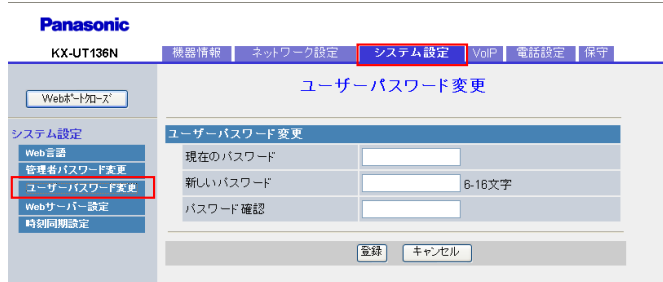 Panasonic
KX-UT136N
機器情報 ネットワーク設定 システム設定 VoIP 電話設定 保守
Webﾎﾟｰﾄｸﾛｰｽﾞ
ユーザーパスワード変更
システム設定
Web言語
管理者パスワード変更
ユーザーパスワード変更
Webサーバー設定
時刻同期設定
ユーザーパスワード変更
現在のパスワード
新しいパスワード 6-16文字
パスワード確認
登録 キャンセル